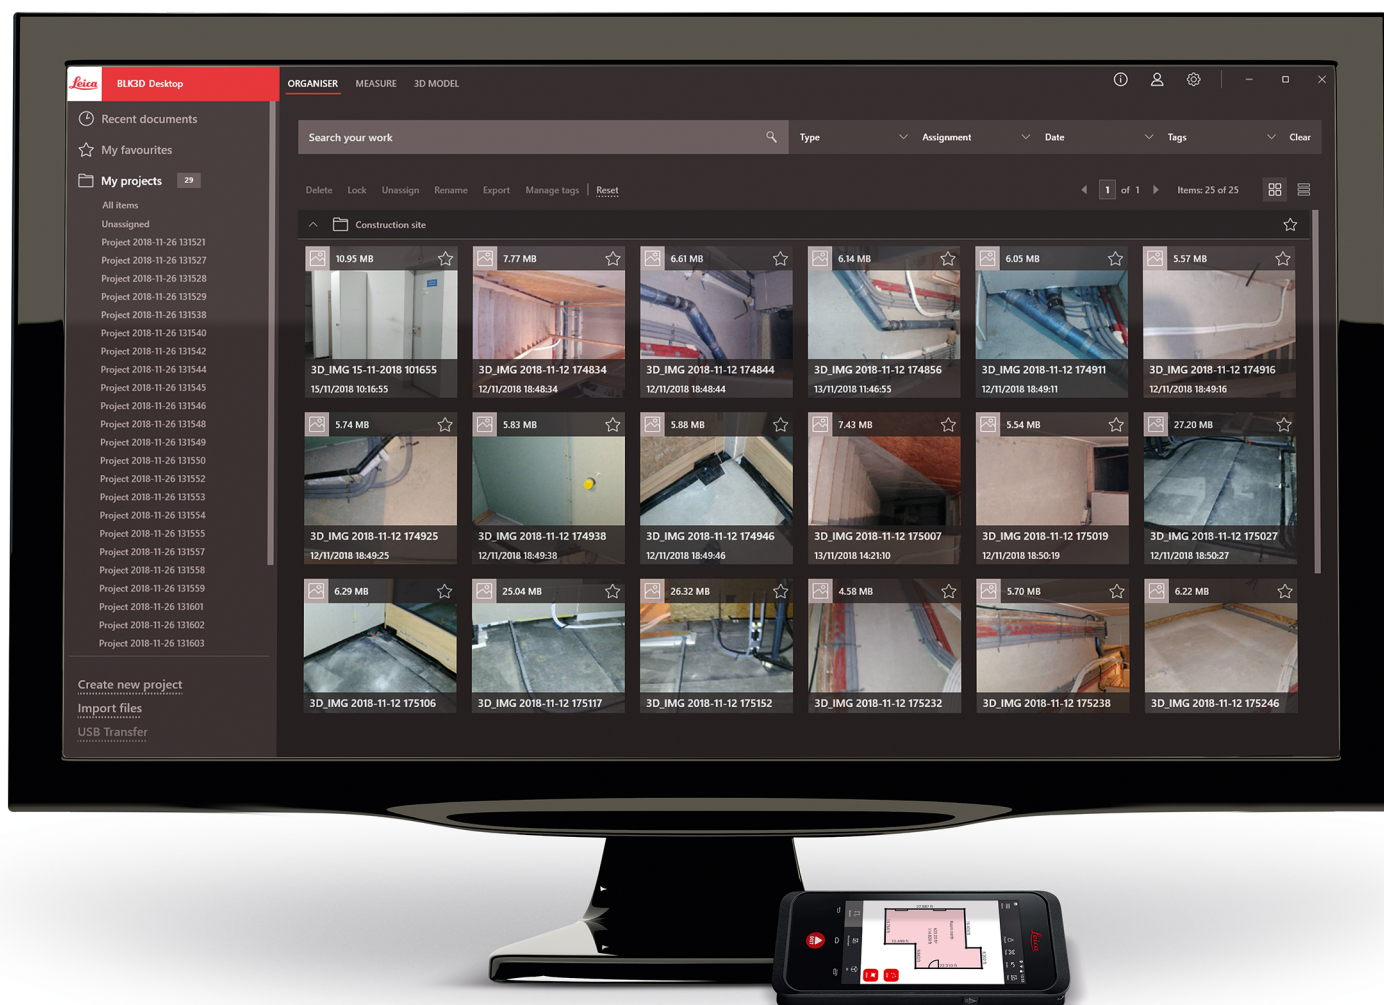 Leica
BLK3D Desktop
ORGANISER
MEASURE
3D MODEL
Recent documents
My favourites
My projects
29
All items
Unassigned
Project 2018-11-26 131521
Project 2018-11-26 131527
Project 2018-11-26 131528
Project 2018-11-26 131529
Project 2018-11-26 131538
Project 2018-11-26 131540
Project 2018-11-26 131542
Project 2018-11-26 131544
Project 2018-11-26 131545
Project 2018-11-26 131546
Project 2018-11-26 131548
Project 2018-11-26 131549
Project 2018-11-26 131550
Project 2018-11-26 131552
Project 2018-11-26 131553
Project 2018-11-26 131554
Project 2018-11-26 131555
Project 2018-11-26 131557
Project 2018-11-26 131558
Project 2018-11-26 131559
Project 2018-11-26 131601
Project 2018-11-26 131602
Project 2018-11-26 131603
Create new project
Import files
USB Transfer
Search your work
Type
Assignment
Date
Tags
Clear
Delete
Lock
Unassign
Rename
Export
Manage tags
Reset
1 of 1
Items: 25 of 25
Construction site
10.95 MB
3D_IMG 15-11-2018 101655
15/11/2018 10:16:55
7.77 MB
3D_IMG 2018-11-12 174834
12/11/2018 18:48:34
6.61 MB
3D_IMG 2018-11-12 174844
12/11/2018 18:48:44
6.14 MB
3D_IMG 2018-11-12 174856
13/11/2018 11:46:55
6.05 MB
3D_IMG 2018-11-12 174911
12/11/2018 18:49:11
5.57 MB
3D_IMG 2018-11-12 174916
12/11/2018 18:49:16
5.74 MB
3D_IMG 2018-11-12 174925
12/11/2018 18:49:25
5.83 MB
3D_IMG 2018-11-12 174938
12/11/2018 18:49:38
5.88 MB
3D_IMG 2018-11-12 174946
12/11/2018 18:49:46
7.43 MB
3D_IMG 2018-11-12 175007
13/11/2018 14:21:10
5.54 MB
3D_IMG 2018-11-12 175019
12/11/2018 18:50:19
27.20 MB
3D_IMG 2018-11-12 175027
12/11/2018 18:50:27
6.29 MB
3D_IMG 2018-11-12 175106
25.04 MB
3D_IMG 2018-11-12 175117
26.32 MB
3D_IMG 2018-11-12 175152
4.58 MB
3D_IMG 2018-11-12 175232
5.70 MB
3D_IMG 2018-11-12 175238
6.22 MB
3D_IMG 2018-11-12 175246
Leica